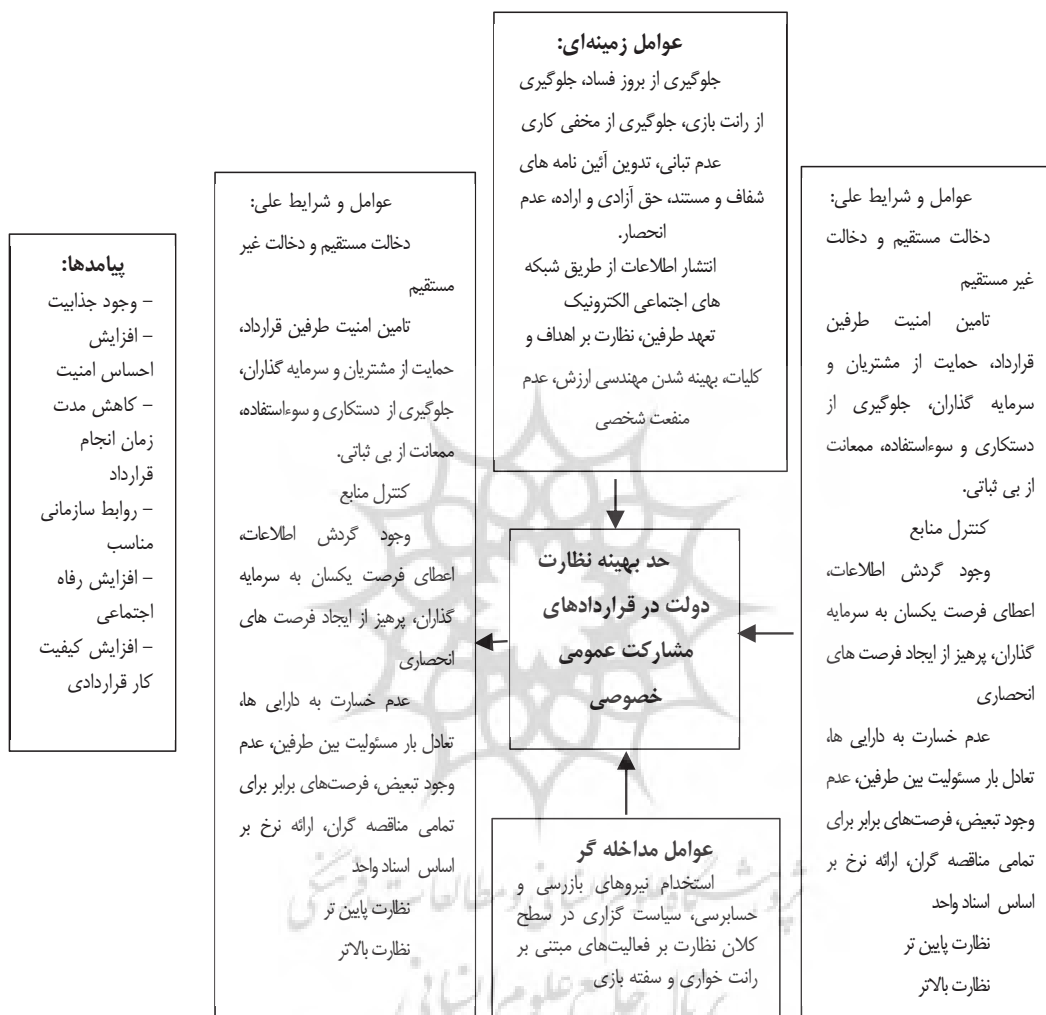 عوامل زمینه‌ای:
جلوگیری از بروز فساد، جلوگیری
از رانت بازی، جلوگیری از مخفی کاری
عدم تبانی، تدوین آئین نامه های
شفاف و مستند، حق آزادی و اراده، عدم
انحصار.
انتشار اطلاعات از طریق شبکه
های اجتماعی الکترونیک
تعهد طرفین، نظارت بر اهداف و
کلیات، بهینه شدن مهندسی ارزش، عدم
منفعت شخصی
عوامل و شرایط علی:
دخالت مستقیم و دخالت
غیر مستقیم
تامین امنیت طرفین
قرارداد، حمایت از مشتریان و
سرمایه گذاران، جلوگیری از
دستکاری و سوءاستفاده، ممعانت
از بی ثباتی.
کنترل منابع
وجود گردش اطلاعات،
اعطای فرصت یکسان به سرمایه
گذاران، پرهیز از ایجاد فرصت های
انحصاری
عدم خسارت به دارایی ها،
تعادل بار مسئولیت بین طرفین، عدم
وجود تبعیض، فرصت‌های برابر برای
تمامی مناقصه گران، ارائه نرخ بر
اساس اسناد واحد
نظارت پایین تر
نظارت بالاتر
حد بهینه نظارت
دولت در قراردادهای
مشارکت عمومی
خصوصی
عوامل مداخله گر
استخدام نیروهای بازرسی و
حسابرسی، سیاست گزاری در سطح
کلان نظارت بر فعالیت‌های مبتنی بر
رانت خواری و سفته بازی
عوامل و شرایط علی:
دخالت مستقیم و دخالت غیر
مستقیم
تامین امنیت طرفین قرارداد،
حمایت از مشتریان و سرمایه گذاران،
جلوگیری از دستکاری و سوءاستفاده،
ممعانت از بی ثباتی.
کنترل منابع
وجود گردش اطلاعات،
اعطای فرصت یکسان به سرمایه
گذاران، پرهیز از ایجاد فرصت های
انحصاری
عدم خسارت به دارایی ها،
تعادل بار مسئولیت بین طرفین، عدم
وجود تبعیض، فرصت‌های برابر برای
تمامی مناقصه گران، ارائه نرخ بر
اساس اسناد واحد
نظارت پایین تر
نظارت بالاتر
پیامدها:
- وجود جذابیت
- افزایش
احساس امنیت
- کاهش مدت
زمان انجام
قرارداد
- روابط سازمانی
مناسب
- افزایش رفاه
اجتماعی
- افزایش کیفیت
کار قراردادی
پژوهشگاه علوم انسانی و مطالعات فرهنگی
پرتال جامع علوم انسانی